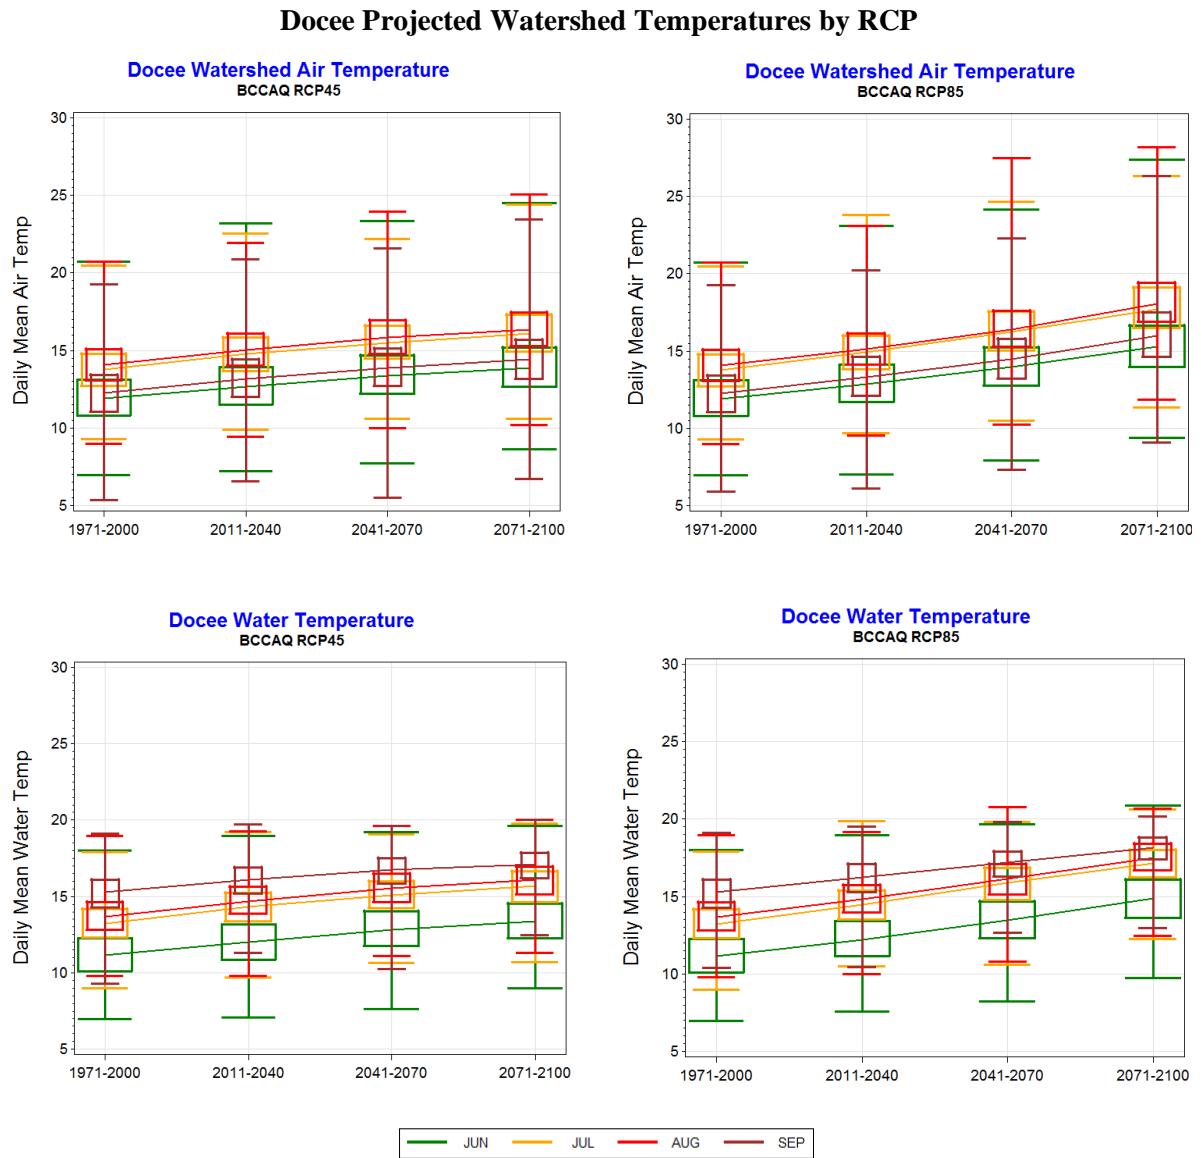 Docee Projected Watershed Temperatures by RCP
Docee Watershed Air Temperature
BCCAQ RCP45
Daily Mean Air Temp
30
25
20
15
10
5
1971-2000 2011-2040 2041-2070 2071-2100
Docee Watershed Air Temperature
BCCAQ RCP85
Daily Mean Air Temp
30
25
20
15
10
5
1971-2000 2011-2040 2041-2070 2071-2100
Docee Water Temperature
BCCAQ RCP45
Daily Mean Water Temp
30
25
20
15
10
5
1971-2000 2011-2040 2041-2070 2071-2100
Docee Water Temperature
BCCAQ RCP85
Daily Mean Water Temp
30
25
20
15
10
5
1971-2000 2011-2040 2041-2070 2071-2100
JUN JUL AUG SEP